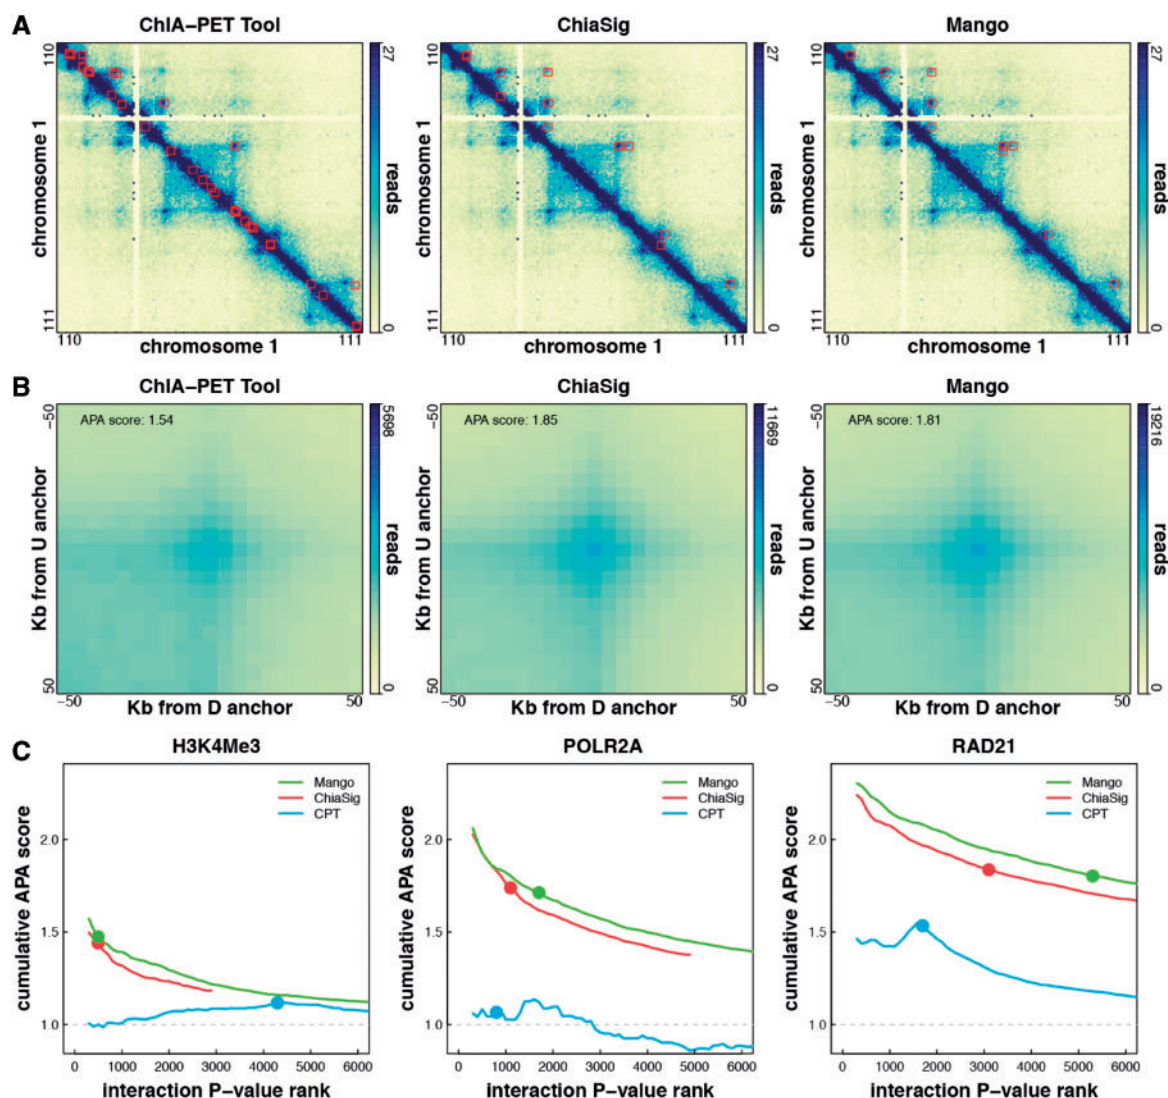 A
ChIA–PET Tool
ChiaSig
Mango
110
27
chromosome 1
reads
111
0
110
111
chromosome 1
110
27
chromosome 1
reads
111
0
110
111
chromosome 1
110
27
chromosome 1
reads
111
0
110
111
chromosome 1
B
ChIA–PET Tool
ChiaSig
Mango
APA score: 1.54
–50
5698
Kb from U anchor
reads
50
0
–50
50
Kb from D anchor
APA score: 1.85
–50
11669
Kb from U anchor
reads
50
0
–50
50
Kb from D anchor
APA score: 1.81
–50
19216
Kb from U anchor
reads
50
0
–50
50
Kb from D anchor
C
H3K4Me3
POLR2A
RAD21
Mango
ChiaSig
CPT
cumulative APA score
2.0
1.5
1.0
0 1000 2000 3000 4000 5000 6000
interaction P–value rank
Mango
ChiaSig
CPT
cumulative APA score
2.0
1.5
1.0
0 1000 2000 3000 4000 5000 6000
interaction P–value rank
Mango
ChiaSig
CPT
cumulative APA score
2.0
1.5
1.0
0 1000 2000 3000 4000 5000 6000
interaction P–value rank